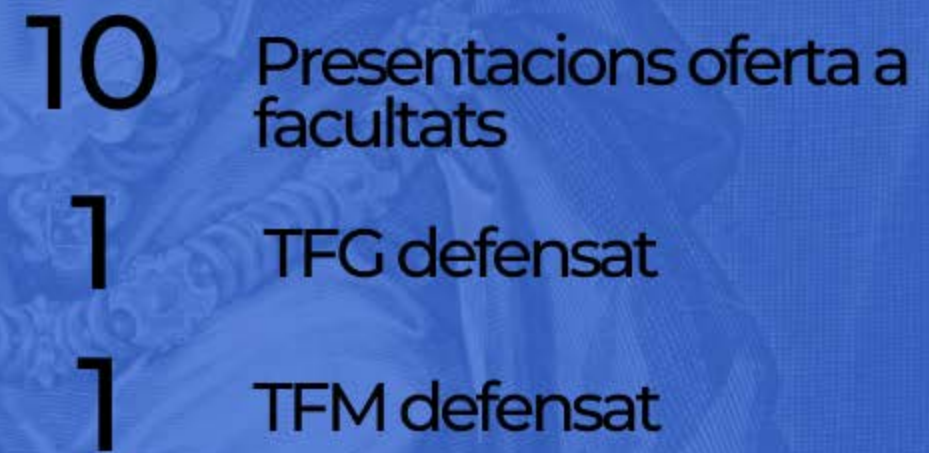 10 Presentacions oferta a
facultats
1 TFG defensat
1 TFM defensat